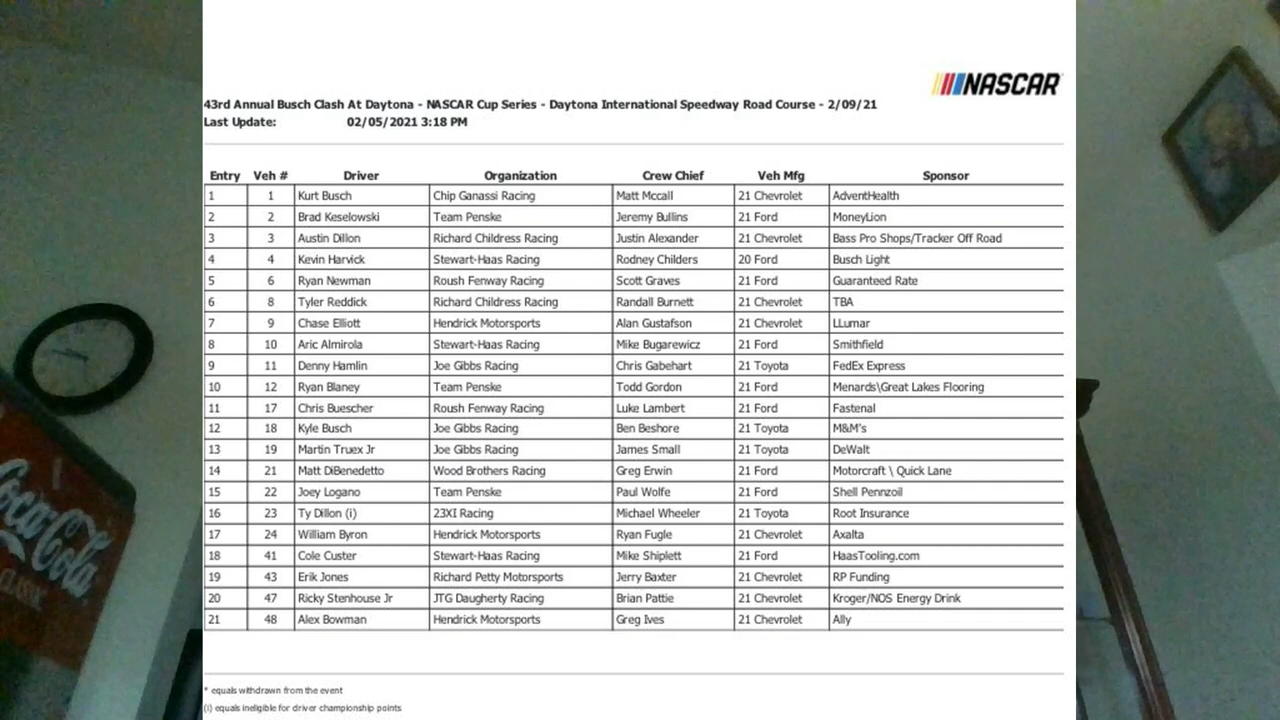 NASCAR
43rd Annual Busch Clash At Daytona - NASCAR Cup Series - Daytona International Speedway Road Course - 2/09/21
Last Update: 02/05/2021 3:18 PM
Entry Veh # Driver Organization Crew Chief Veh Mfg Sponsor
1 1 Kurt Busch Chip Ganassi Racing Matt Mccall 21 Chevrolet AdventHealth
2 2 Brad Keselowski Team Penske Jeremy Bullins 21 Ford MoneyLion
3 3 Austin Dillon Richard Childress Racing Justin Alexander 21 Chevrolet Bass Pro Shops/Tracker Off Road
4 4 Kevin Harvick Stewart-Haas Racing Rodney Childers 20 Ford Busch Light
5 6 Ryan Newman Roush Fenway Racing Scott Graves 21 Ford Guaranteed Rate
6 8 Tyler Reddick Richard Childress Racing Randall Burnett 21 Chevrolet TBA
7 9 Chase Elliott Hendrick Motorsports Alan Gustafson 21 Chevrolet LLumar
8 10 Aric Almirola Stewart-Haas Racing Mike Bugarewicz 21 Ford Smithfield
9 11 Denny Hamlin Joe Gibbs Racing Chris Gabehart 21 Toyota FedEx Express
10 12 Ryan Blaney Team Penske Todd Gordon 21 Ford Menards\Great Lakes Flooring
11 17 Chris Buescher Roush Fenway Racing Luke Lambert 21 Ford Fastenal
12 18 Kyle Busch Joe Gibbs Racing Ben Beshore 21 Toyota M&M's
13 19 Martin Truex Jr Joe Gibbs Racing James Small 21 Toyota DeWalt
14 21 Matt DiBenedetto Wood Brothers Racing Greg Erwin 21 Ford Motorcraft \ Quick Lane
15 22 Joey Logano Team Penske Paul Wolfe 21 Ford Shell Pennzoil
16 23 Ty Dillon (i) 23XI Racing Michael Wheeler 21 Toyota Root Insurance
17 24 William Byron Hendrick Motorsports Ryan Fugle 21 Chevrolet Axalta
18 41 Cole Custer Stewart-Haas Racing Mike Shiplett 21 Ford HaasTooling.com
19 43 Erik Jones Richard Petty Motorsports Jerry Baxter 21 Chevrolet RP Funding
20 47 Ricky Stenhouse Jr JTG Daugherty Racing Brian Pattie 21 Chevrolet Kroger/NOS Energy Drink
21 48 Alex Bowman Hendrick Motorsports Greg Ives 21 Chevrolet Ally
* equals withdrawn from the event
(i) equals ineligible for driver championship points
Coca-Cola
CLASSIC